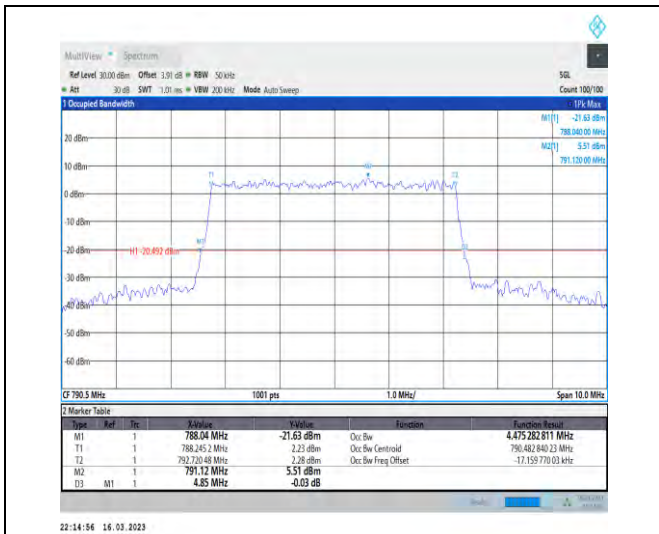 MultiView Spectrum
Ref Level 30.00 dBm Offset 3.91 dB RBW 50 kHz SGL
Att 30 dB SWT 1.01 ms VBW 200 kHz Mode Auto Sweep Count 100/100
1 Occupied Bandwidth 1Pk Max
M1[1] -21.63 dBm
788.040 00 MHz
M2[1] 5.51 dBm
791.120 00 MHz
20 dBm
10 dBm
0 dBm
-10 dBm
-20 dBm
-30 dBm
-40 dBm
-50 dBm
-60 dBm
T1
M2
T2
M1
H1 -20.492 dBm
CF 790.5 MHz 1001 pts 1.0 MHz/ Span 10.0 MHz
2 Marker Table
Type Ref Trc X-Value Y-Value Function Function Result
M1 1 788.04 MHz -21.63 dBm Occ Bw 4.475 282 811 MHz
T1 1 788.245 2 MHz 2.23 dBm Occ Bw Centroid 790.482 840 23 MHz
T2 1 792.720 48 MHz 2.28 dBm Occ Bw Freq Offset -17.159 770 03 kHz
M2 1 791.12 MHz 5.51 dBm
D3 M1 1 4.85 MHz -0.03 dB
22:14:56 16.03.2023